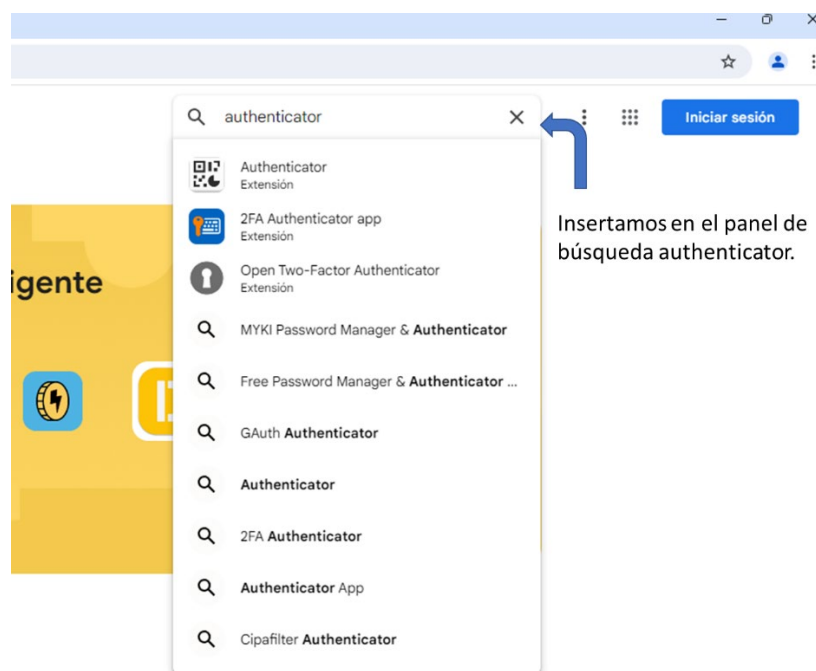 authenticator
Iniciar sesión
Authenticator
Extensión
2FA Authenticator app
Extensión
Open Two-Factor Authenticator
Extensión
MYKI Password Manager & Authenticator
Free Password Manager & Authenticator ...
GAuth Authenticator
Authenticator
2FA Authenticator
Authenticator App
Cipafilter Authenticator
igente
Insertamos en el panel de
búsqueda authenticator.